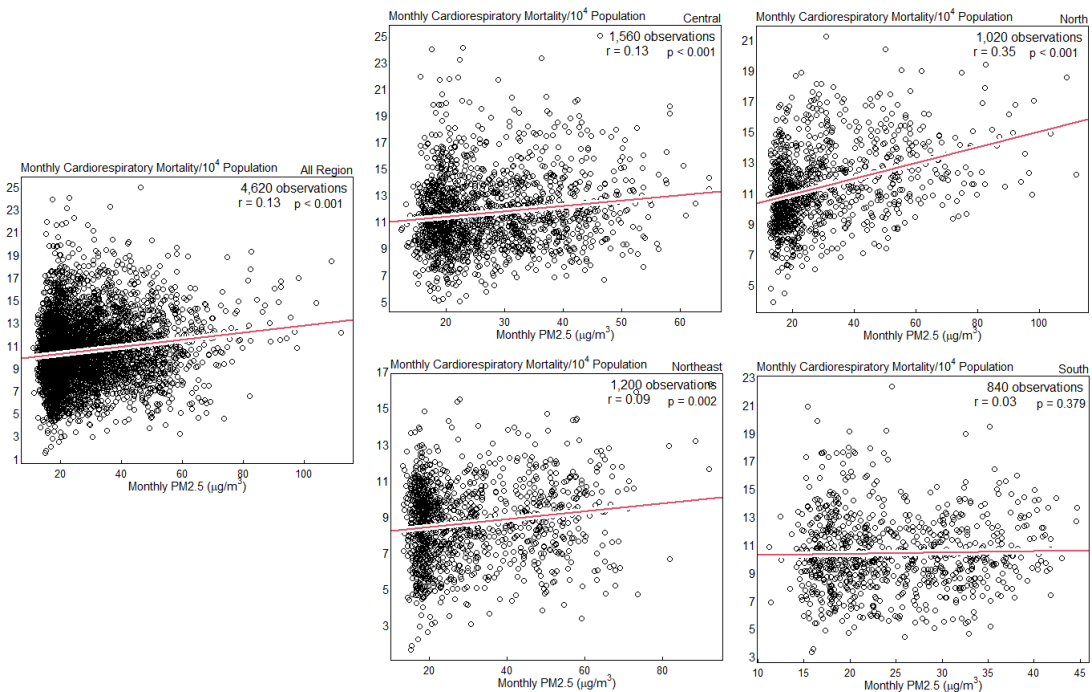 Monthly Cardiorespiratory Mortality/10⁴ Population All Region
4,620 observations
r = 0.13 p < 0.001
25
23
21
19
17
15
13
11
9
7
5
3
1
20 40 60 80 100
Monthly PM2.5 (µg/m³)
Monthly Cardiorespiratory Mortality/10⁴ Population Central
1,560 observations
r = 0.13 p < 0.001
25
23
21
19
17
15
13
11
9
7
5
20 30 40 50 60
Monthly PM2.5 (µg/m³)
Monthly Cardiorespiratory Mortality/10⁴ Population North
1,020 observations
r = 0.35 p < 0.001
21
19
17
15
13
11
9
7
5
20 40 60 80 100
Monthly PM2.5 (µg/m³)
Monthly Cardiorespiratory Mortality/10⁴ Population Northeast
1,200 observations
r = 0.09 p = 0.002
17
15
13
11
9
7
5
3
20 40 60 80
Monthly PM2.5 (µg/m³)
Monthly Cardiorespiratory Mortality/10⁴ Population South
840 observations
r = 0.03 p = 0.379
23
21
19
17
15
13
11
9
7
5
3
10 15 20 25 30 35 40 45
Monthly PM2.5 (µg/m³)